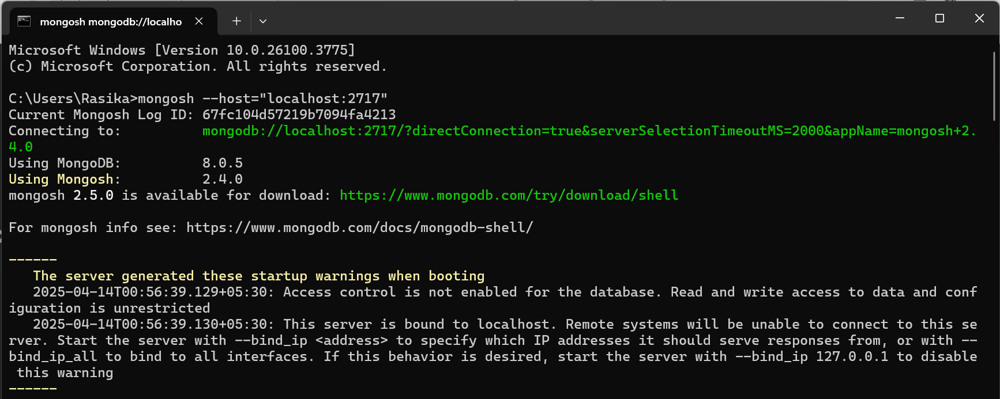 mongosh mongodb://localho
Microsoft Windows [Version 10.0.26100.3775]
(c) Microsoft Corporation. All rights reserved.
C:\Users\Rasika>mongosh --host="localhost:2717"
Current Mongosh Log ID: 67fc104d57219b7094fa4213
Connecting to:          mongodb://localhost:2717/?directConnection=true&serverSelectionTimeoutMS=2000&appName=mongosh+2.
4.0
Using MongoDB:          8.0.5
Using Mongosh:          2.4.0
mongosh 2.5.0 is available for download: https://www.mongodb.com/try/download/shell
For mongosh info see: https://www.mongodb.com/docs/mongodb-shell/
------
   The server generated these startup warnings when booting
   2025-04-14T00:56:39.129+05:30: Access control is not enabled for the database. Read and write access to data and conf
iguration is unrestricted
   2025-04-14T00:56:39.130+05:30: This server is bound to localhost. Remote systems will be unable to connect to this se
rver. Start the server with --bind_ip <address> to specify which IP addresses it should serve responses from, or with --
bind_ip_all to bind to all interfaces. If this behavior is desired, start the server with --bind_ip 127.0.0.1 to disable
 this warning
------